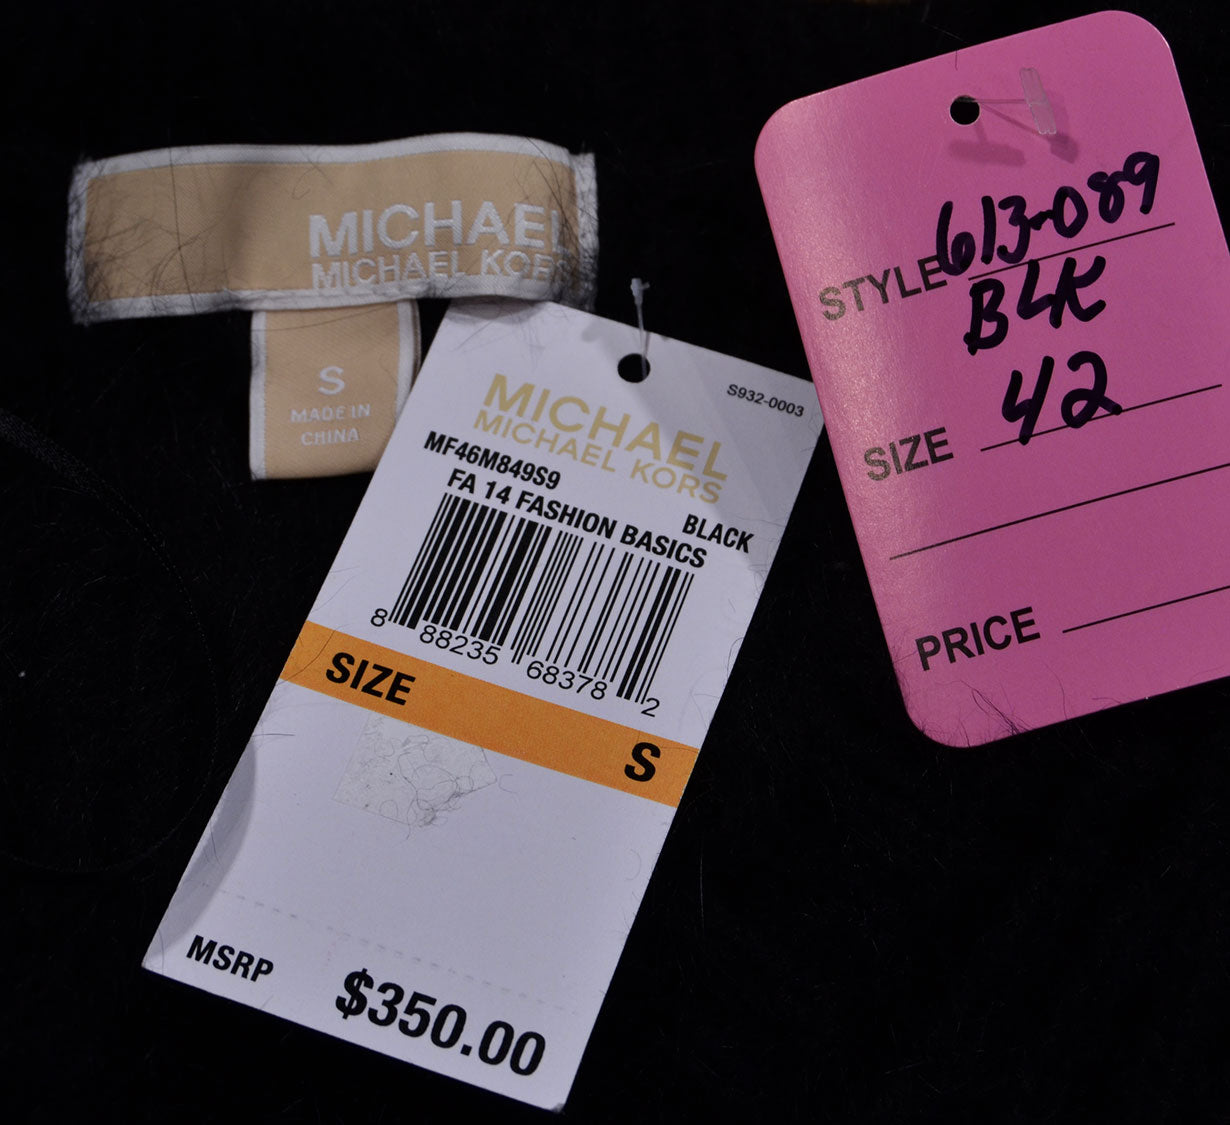 MICHAEL
MICHAEL KORS
S
MADE IN
CHINA
S932-0003
MICHAEL
MICHAEL KORS
MF46M849S9
BLACK
FA 14 FASHION BASICS
8 88235 68378 2
SIZE
S
MSRP
$350.00
STYLE 613-089
BLK
42
SIZE
PRICE